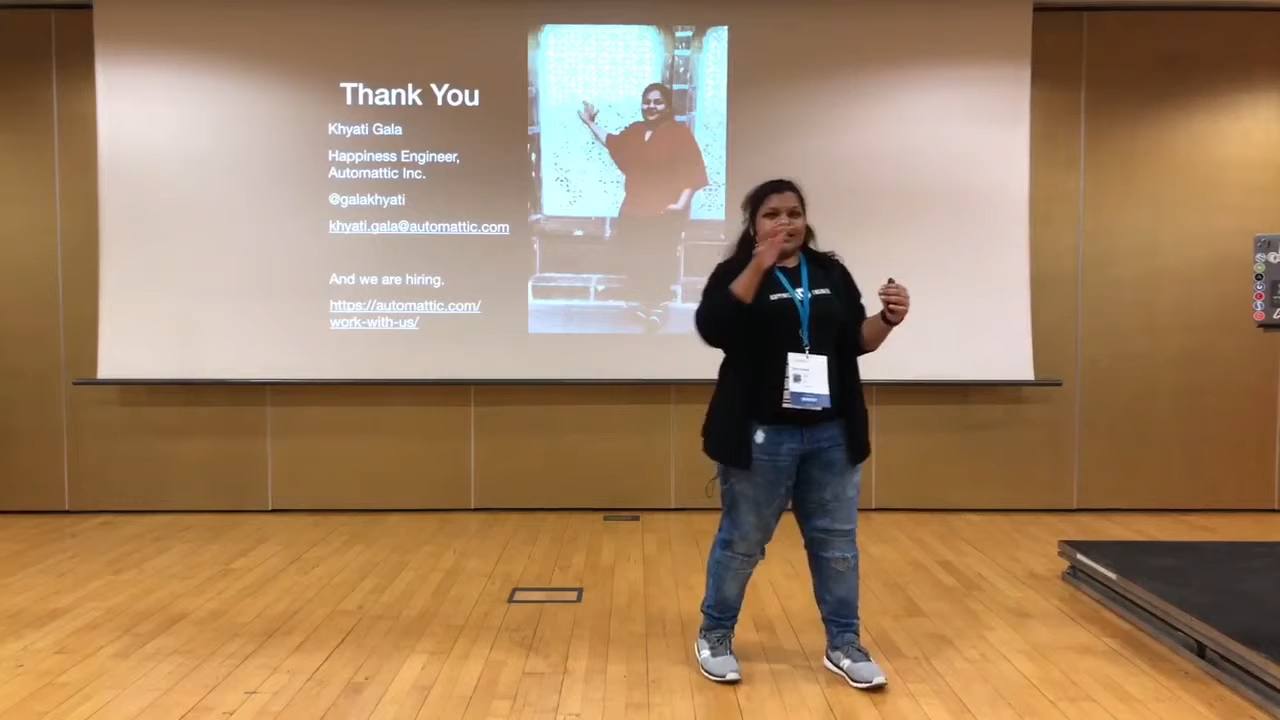 Thank You
Khyati Gala
Happiness Engineer,
Automattic Inc.
@galakhyati
khyati.gala@automattic.com
And we are hiring.
https://automattic.com/
work-with-us/